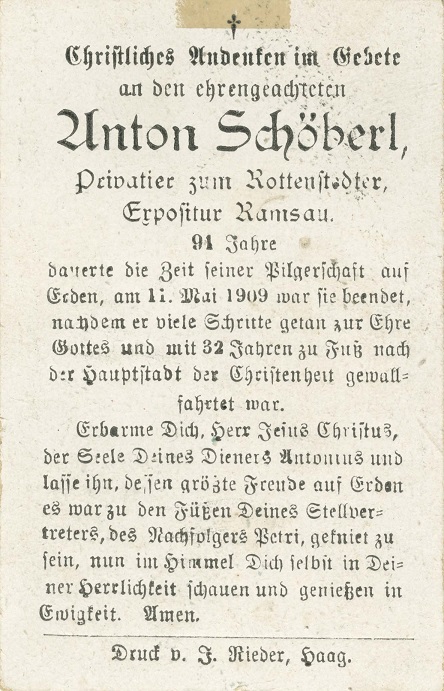 †
Christliches Andenken im Gebete
an den ehrengeachteten
Anton Schöberl,
Privatier zum Rottenstedter,
Expositur Ramsau.
91 Jahre
dauerte die Zeit seiner Pilgerschaft auf
Erden, am 11. Mai 1909 war sie beendet,
nachdem er viele Schritte getan zur Ehre
Gottes und mit 32 Jahren zu Fuß nach
der Hauptstadt der Christenheit gewall-
fahrtet war.
Erbarme Dich, Herr Jesus Christus,
der Seele Deines Dieners Antonius und
lasse ihn, dessen größte Freude auf Erden
es war zu den Füßen Deines Stellver-
treters, des Nachfolgers Petri, gekniet zu
sein, nun im Himmel Dich selbst in Dei-
ner Herrlichkeit schauen und genießen in
Ewigkeit. Amen.
Druck v. J. Rieder, Haag.